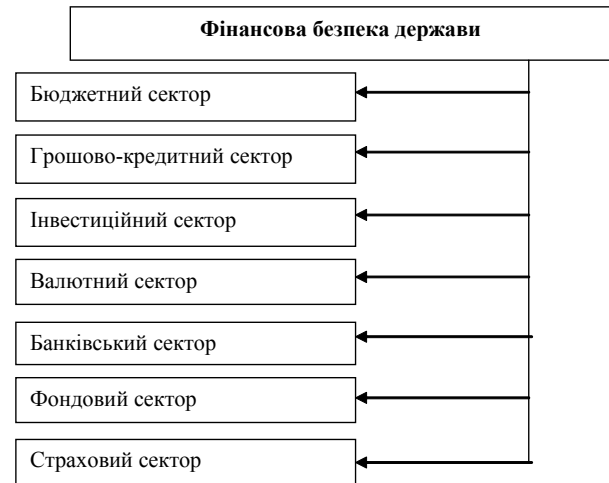 Фінансова безпека держави
Бюджетний сектор
Грошово-кредитний сектор
Інвестиційний сектор
Валютний сектор
Банківський сектор
Фондовий сектор
Страховий сектор